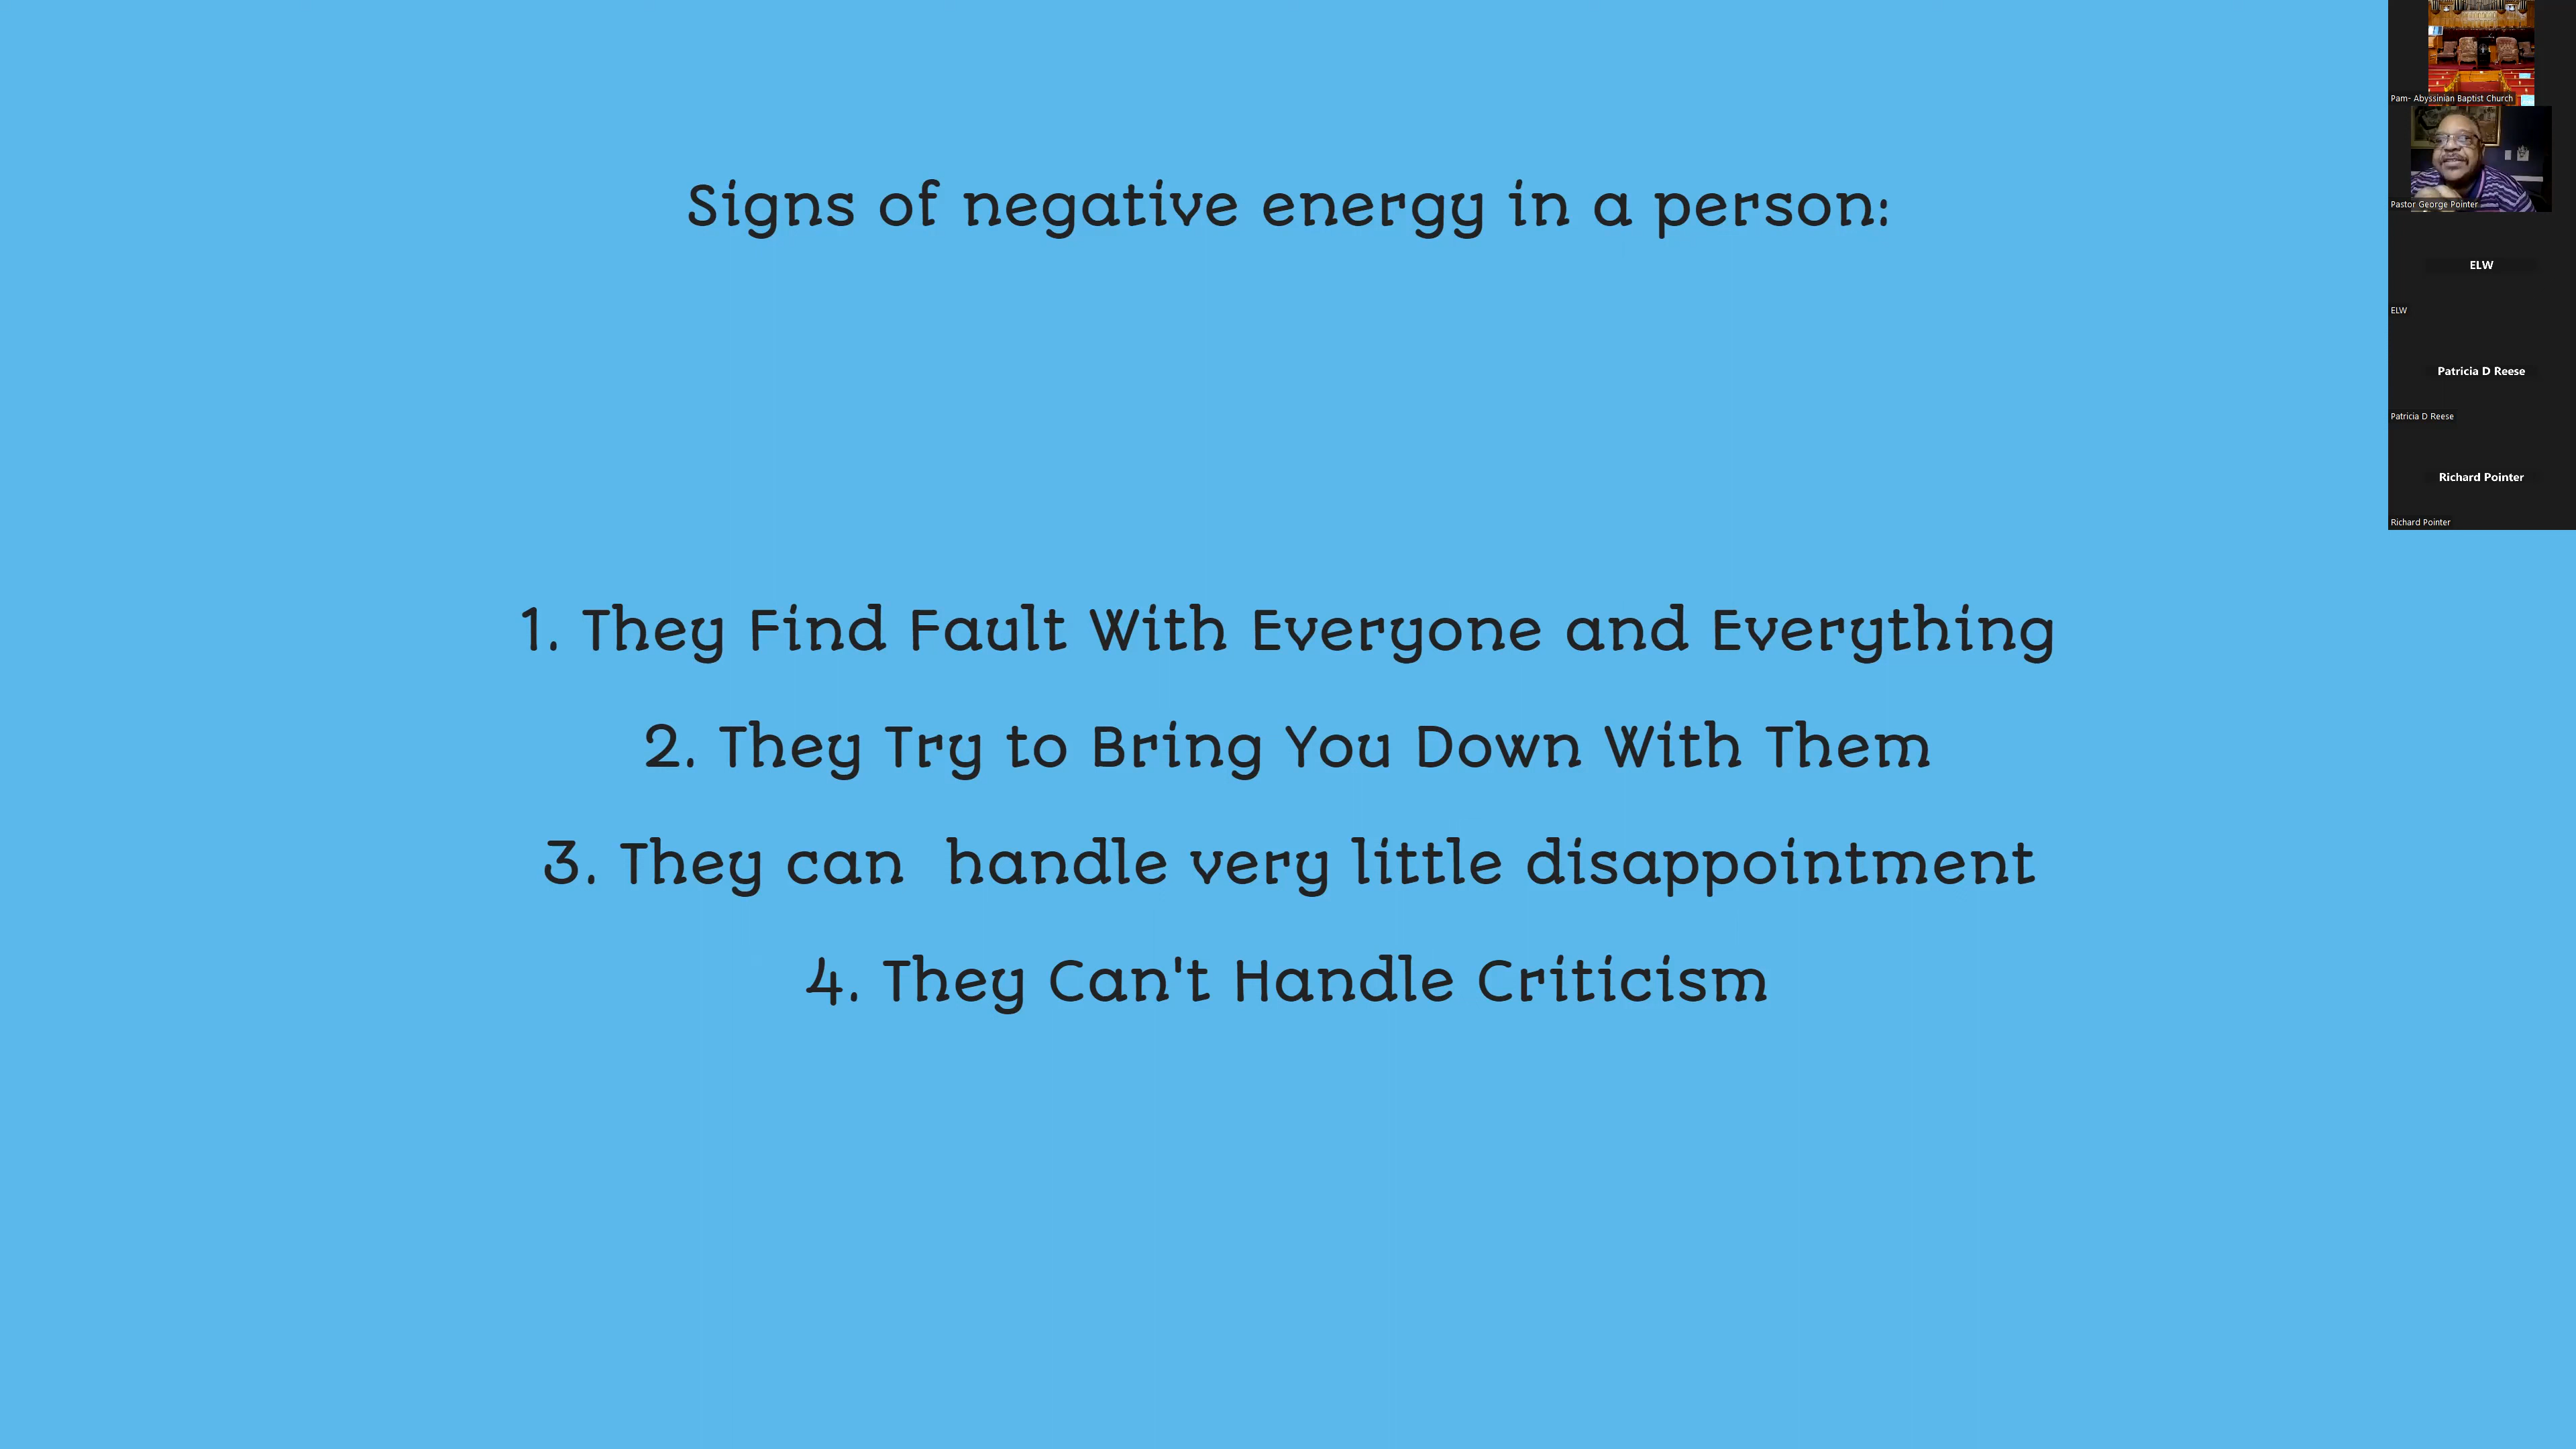 Signs of negative energy in a person:
1. They Find Fault With Everyone and Everything
2. They Try to Bring You Down With Them
3. They can  handle very little disappointment
4. They Can't Handle Criticism
Pam- Abyssinian Baptist Church
Pastor George Pointer
ELW
ELW
Patricia D Reese
Patricia D Reese
Richard Pointer
Richard Pointer